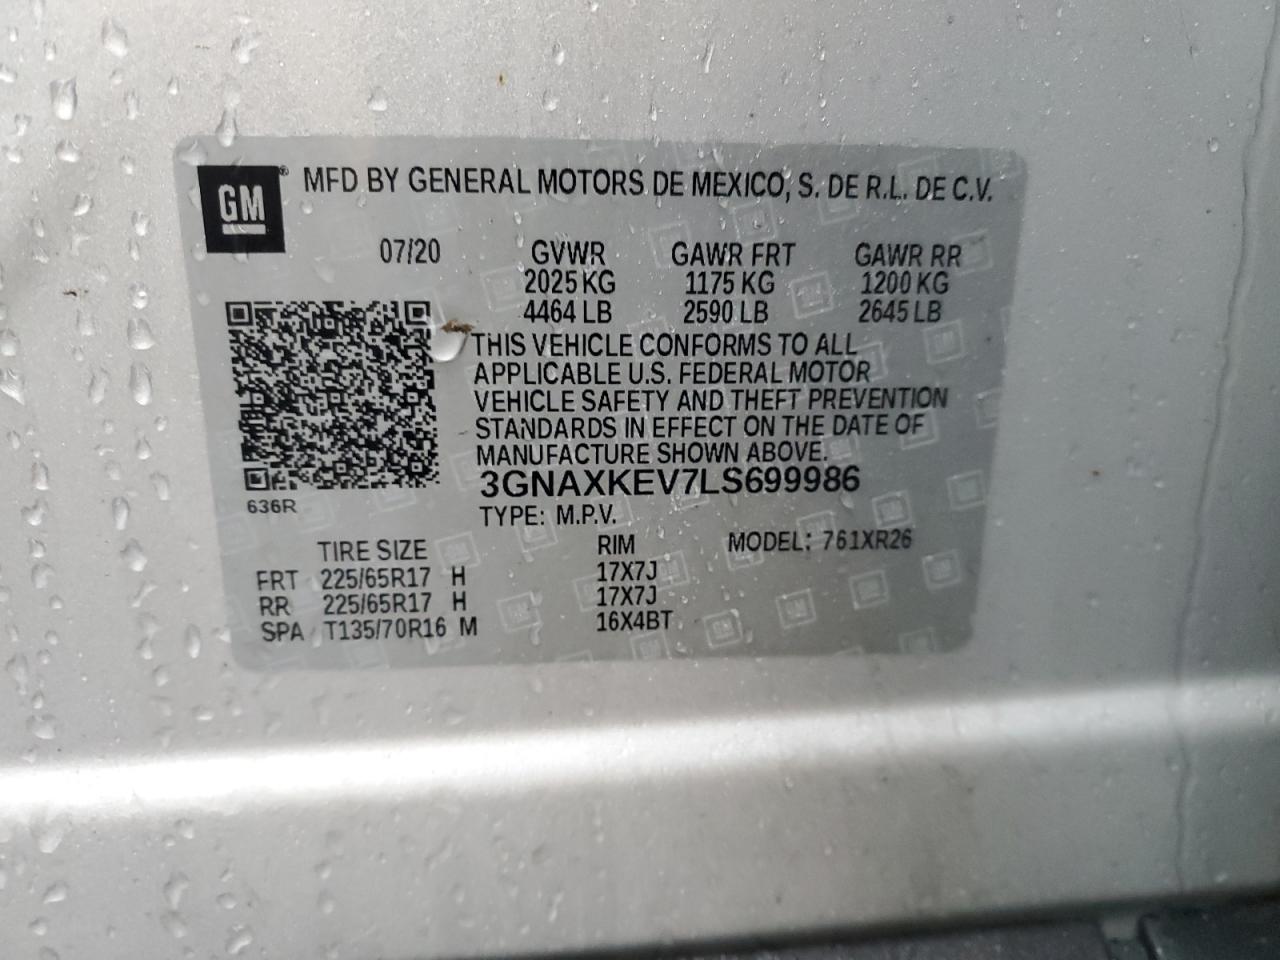 GM ® MFD BY GENERAL MOTORS DE MEXICO, S. DE R.L. DE C.V.
07/20 GVWR GAWR FRT GAWR RR
2025 KG 1175 KG 1200 KG
4464 LB 2590 LB 2645 LB
THIS VEHICLE CONFORMS TO ALL
APPLICABLE U.S. FEDERAL MOTOR
VEHICLE SAFETY AND THEFT PREVENTION
STANDARDS IN EFFECT ON THE DATE OF
MANUFACTURE SHOWN ABOVE.
3GNAXKEV7LS699986
636R
TYPE: M.P.V.
TIRE SIZE RIM MODEL: 761XR26
FRT 225/65R17 H 17X7J
RR 225/65R17 H 17X7J
SPA T135/70R16 M 16X4BT